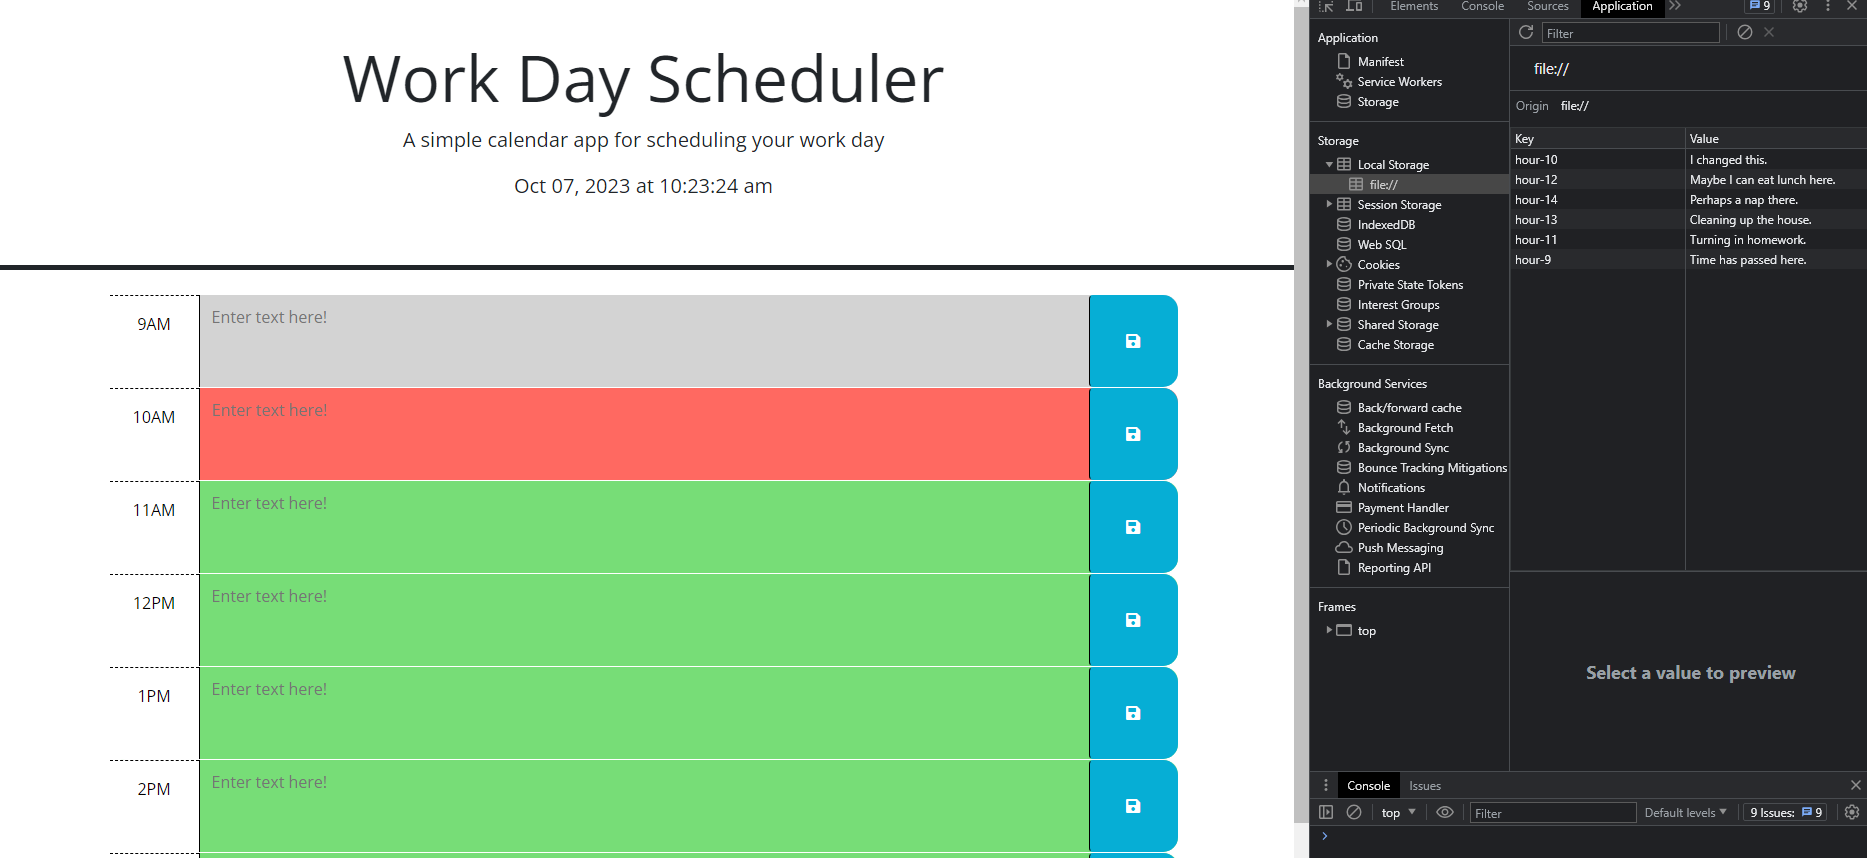 Work Day Scheduler
A simple calendar app for scheduling your work day
Oct 07, 2023 at 10:23:24 am
9AM
Enter text here!
10AM
Enter text here!
11AM
Enter text here!
12PM
Enter text here!
1PM
Enter text here!
2PM
Enter text here!
Elements Console Sources Application 9
Application
Manifest
Service Workers
Storage
Storage
Local Storage
file://
Session Storage
IndexedDB
Web SQL
Cookies
Private State Tokens
Interest Groups
Shared Storage
Cache Storage
Background Services
Back/forward cache
Background Fetch
Background Sync
Bounce Tracking Mitigations
Notifications
Payment Handler
Periodic Background Sync
Push Messaging
Reporting API
Frames
top
Filter
file://
Origin file://
Key Value
hour-10 I changed this.
hour-12 Maybe I can eat lunch here.
hour-14 Perhaps a nap there.
hour-13 Cleaning up the house.
hour-11 Turning in homework.
hour-9 Time has passed here.
Select a value to preview
Console Issues
top Filter Default levels 9 Issues: 9